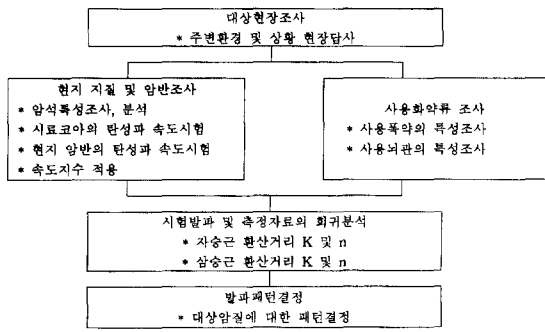 대상현장조사
* 주변환경 및 상황 현장답사
현지 지질 및 암반조사
* 암석특성조사, 분석
* 시료코아의 탄성파 속도시험
* 현지 암반의 탄성파 속도시험
* 속도지수 적용
사용화약류 조사
* 사용폭약의 특성조사
* 사용뇌관의 특성조사
시험발파 및 측정자료의 회귀분석
* 자승근 환산거리 K 및 n
* 삼승근 환산거리 K 및 n
발파패턴결정
* 대상암질에 대한 패턴결정